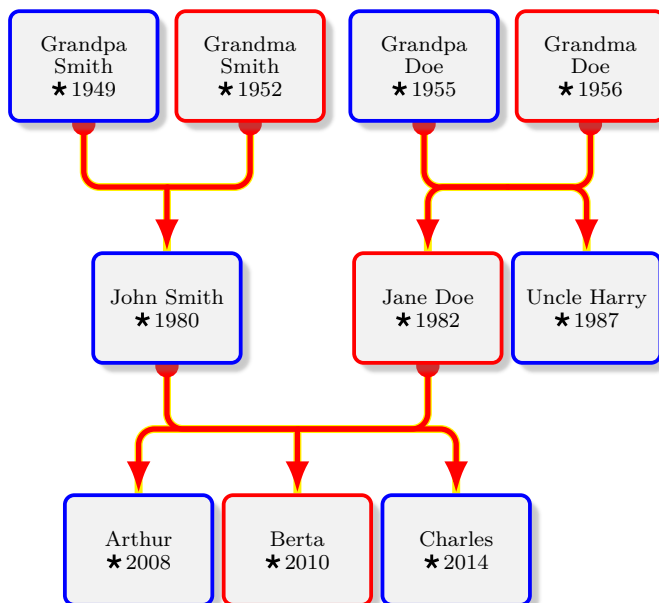 Grandpa
Smith
★1949
Grandma
Smith
★1952
Grandpa
Doe
★1955
Grandma
Doe
★1956
John Smith
★1980
Jane Doe
★1982
Uncle Harry
★1987
Arthur
★2008
Berta
★2010
Charles
★2014